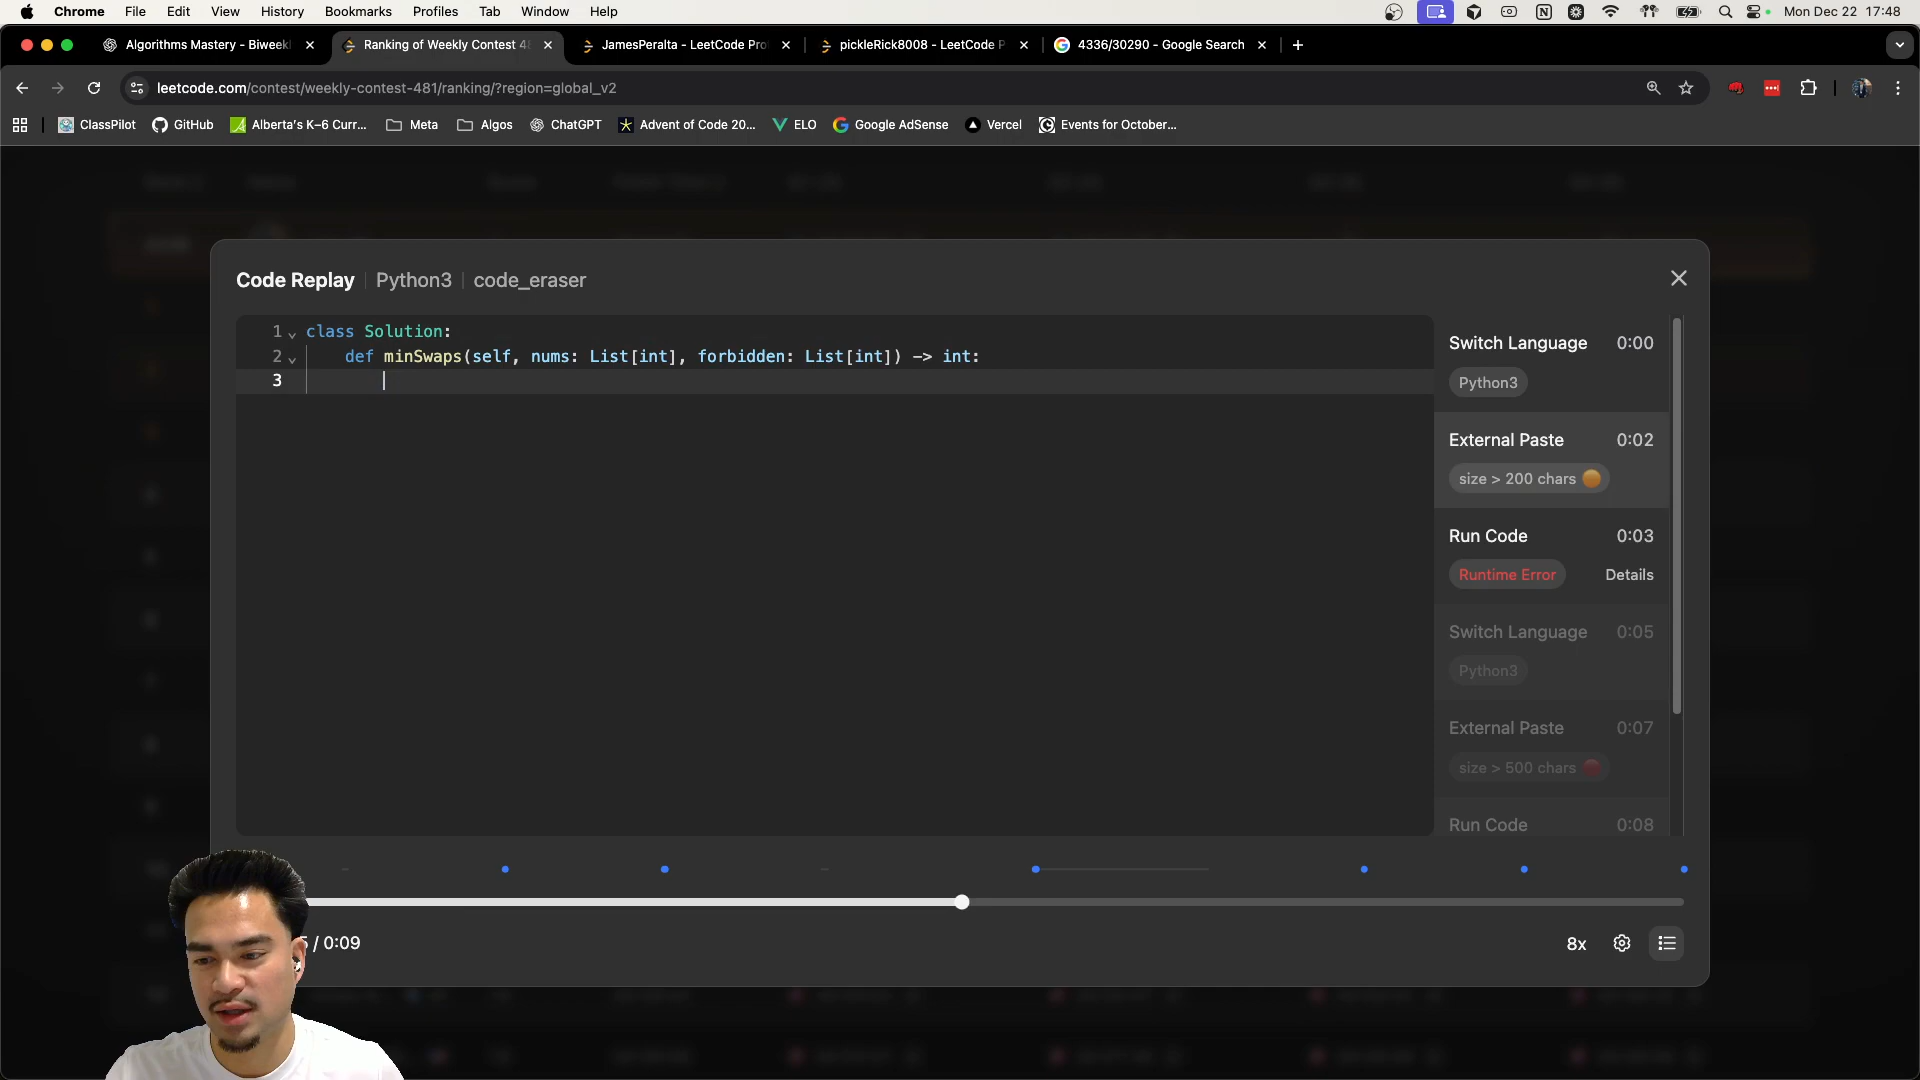 Chrome File Edit View History Bookmarks Profiles Tab Window Help Mon Dec 22 17:48
Algorithms Mastery - Biweekl Ranking of Weekly Contest 48 JamesPeralta - LeetCode Pro pickleRick8008 - LeetCode P 4336/30290 - Google Search
leetcode.com/contest/weekly-contest-481/ranking/?region=global_v2
ClassPilot GitHub Alberta's K–6 Curr... Meta Algos ChatGPT Advent of Code 20... ELO Google AdSense Vercel Events for October...
Code Replay Python3 code_eraser
1 class Solution:
2 def minSwaps(self, nums: List[int], forbidden: List[int]) -> int:
3
Switch Language 0:00
Python3
External Paste 0:02
size > 200 chars
Run Code 0:03
Runtime Error Details
Switch Language 0:05
Python3
External Paste 0:07
size > 500 chars
Run Code 0:08
/ 0:09
8x